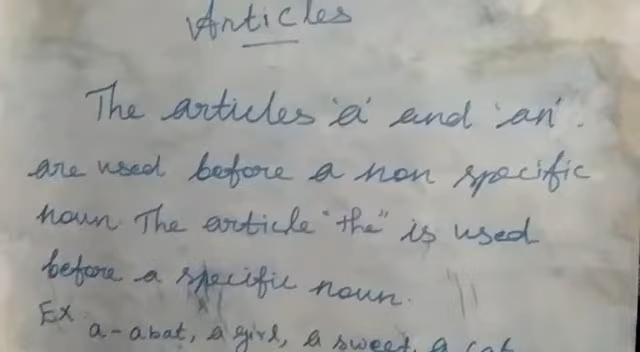 Articles
The articles 'a' and 'an'.
are used before a non specific
noun. The article "the" is used
before a specific noun.
Ex a - a bat, a girl, a sweet, a cat